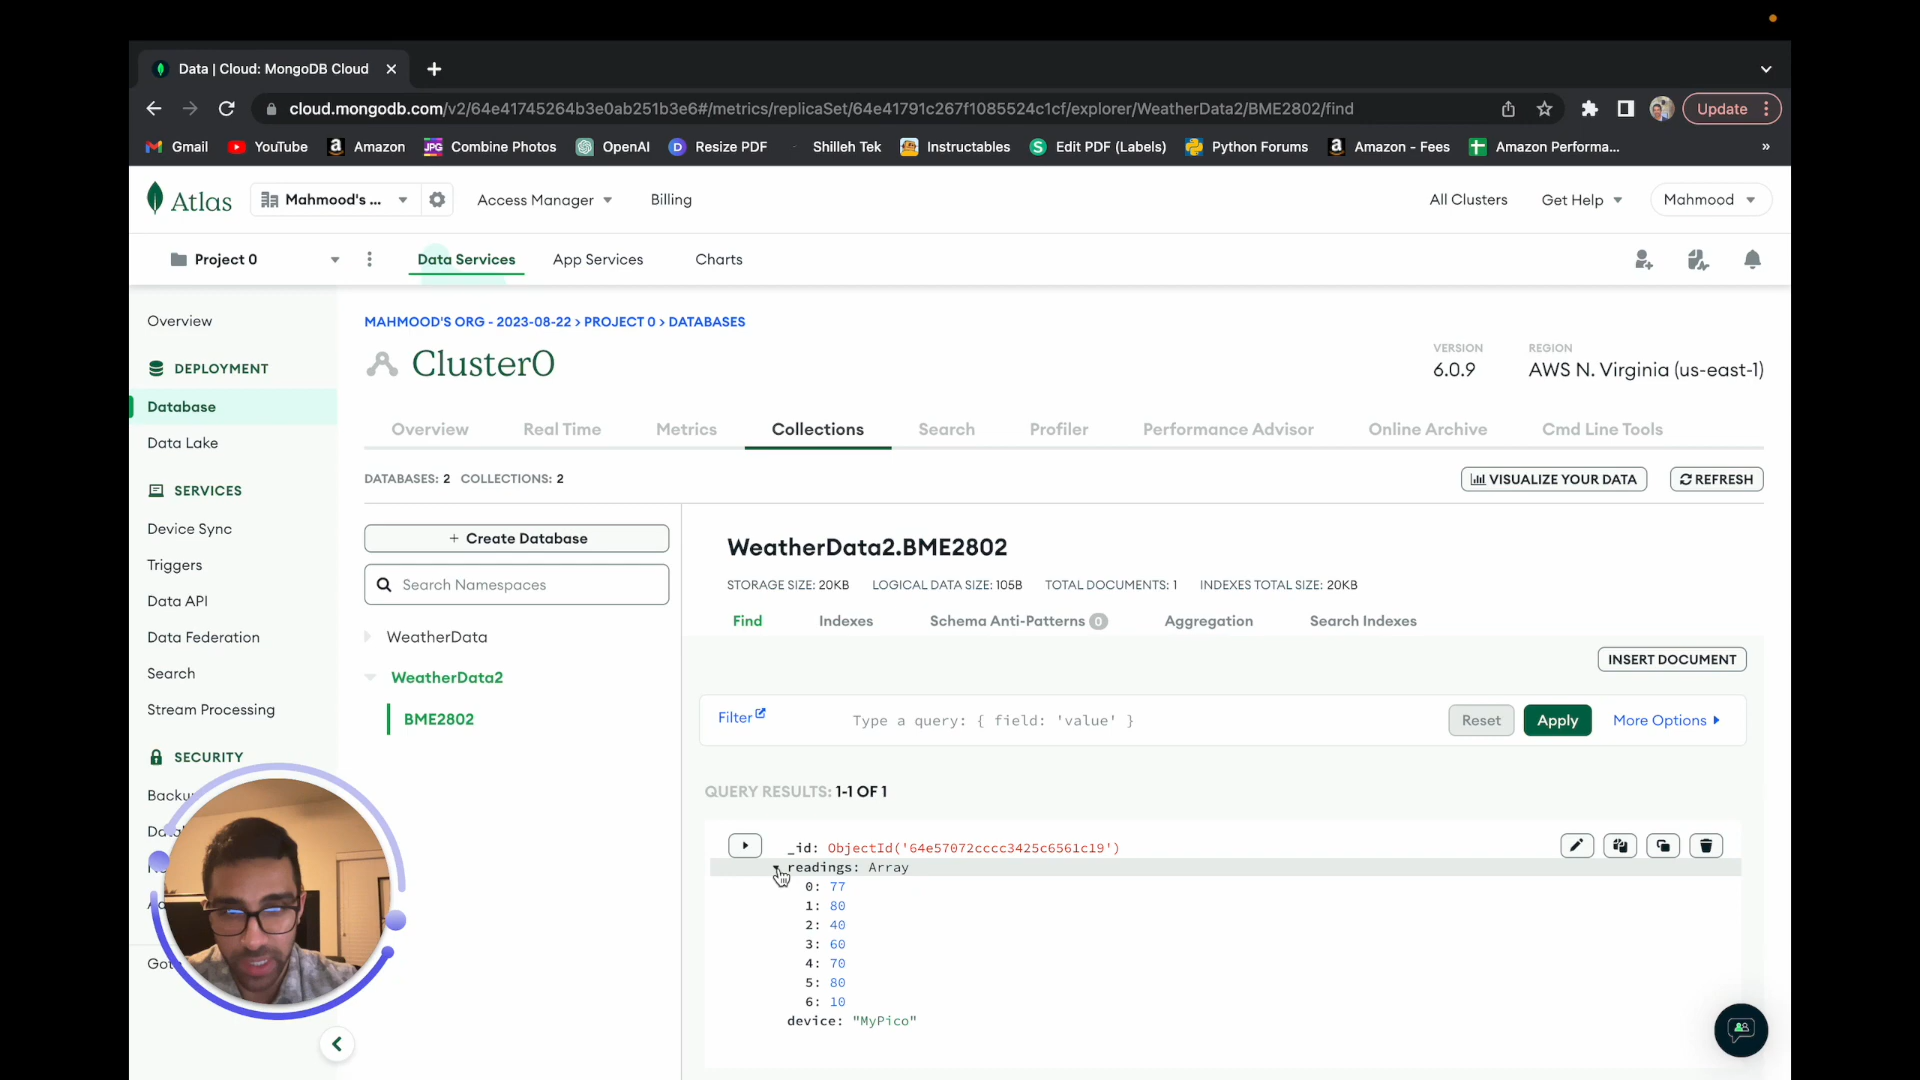 Data | Cloud: MongoDB Cloud
cloud.mongodb.com/v2/64e41745264b3e0ab251b3e6#/metrics/replicaSet/64e41791c267f1085524c1cf/explorer/WeatherData2/BME2802/find
Update
Gmail YouTube Amazon Combine Photos OpenAI Resize PDF Shilleh Tek Instructables Edit PDF (Labels) Python Forums Amazon - Fees Amazon Performa...
Atlas Mahmood's ... Access Manager Billing All Clusters Get Help Mahmood
Project 0 Data Services App Services Charts
Overview
DEPLOYMENT
Database
Data Lake
SERVICES
Device Sync
Triggers
Data API
Data Federation
Search
Stream Processing
SECURITY
MAHMOOD'S ORG - 2023-08-22 > PROJECT 0 > DATABASES
Cluster0
VERSION
6.0.9
REGION
AWS N. Virginia (us-east-1)
Overview Real Time Metrics Collections Search Profiler Performance Advisor Online Archive Cmd Line Tools
DATABASES: 2 COLLECTIONS: 2
VISUALIZE YOUR DATA REFRESH
+ Create Database
Search Namespaces
WeatherData
WeatherData2
BME2802
WeatherData2.BME2802
STORAGE SIZE: 20KB LOGICAL DATA SIZE: 105B TOTAL DOCUMENTS: 1 INDEXES TOTAL SIZE: 20KB
Find Indexes Schema Anti-Patterns 0 Aggregation Search Indexes
INSERT DOCUMENT
Filter Type a query: { field: 'value' } Reset Apply More Options
QUERY RESULTS: 1-1 OF 1
_id: ObjectId('64e57072cccc3425c6561c19')
readings: Array
0: 77
1: 80
2: 40
3: 60
4: 70
5: 80
6: 10
device: "MyPico"